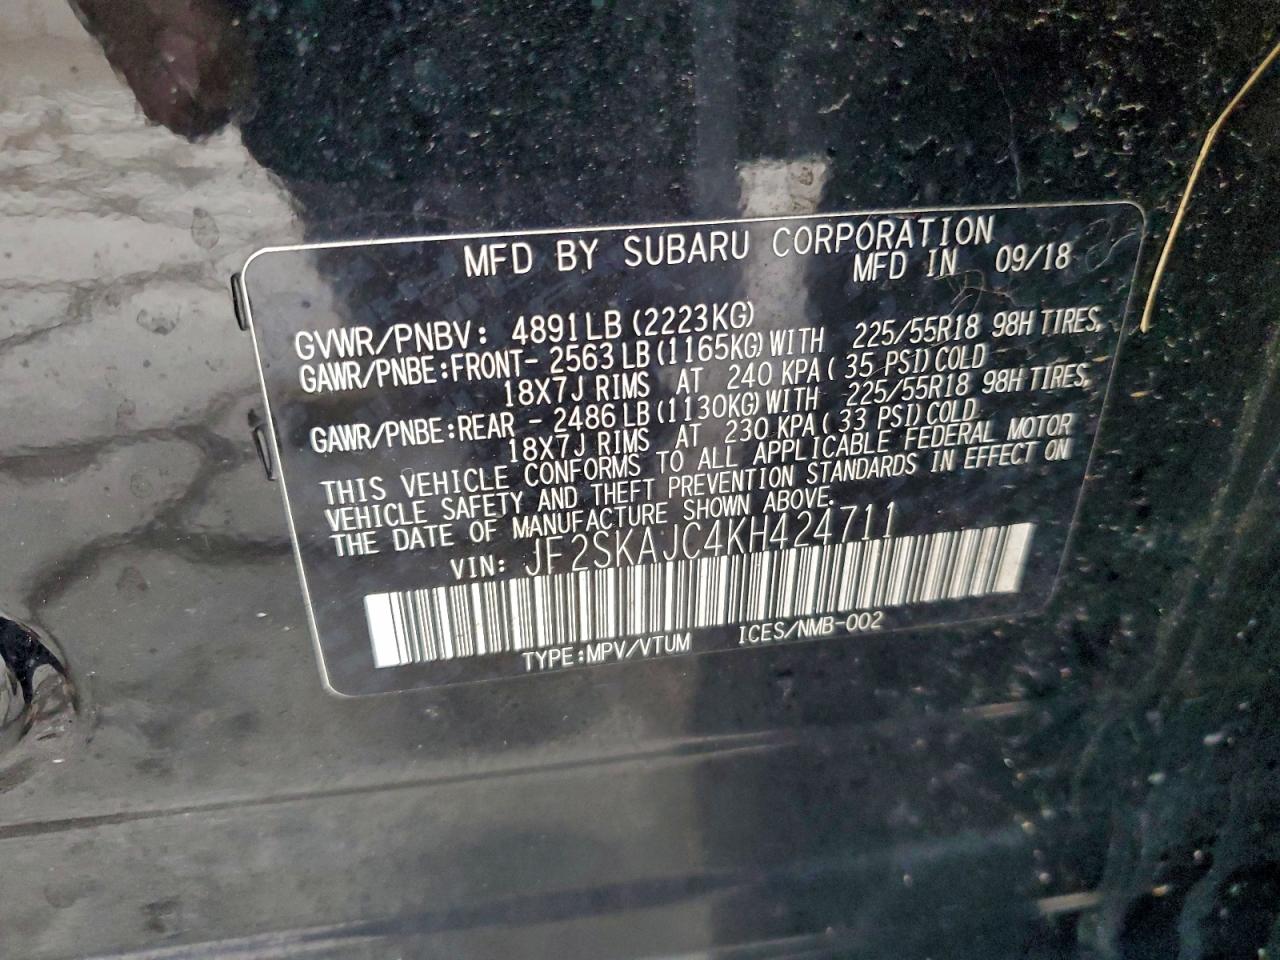 MFD BY SUBARU CORPORATION
MFD IN 09/18
GVWR/PNBV: 4891LB (2223KG)
GAWR/PNBE:FRONT- 2563LB (1165KG) WITH 225/55R18 98H TIRES,
18X7J RIMS AT 240 KPA ( 35 PSI) COLD
GAWR/PNBE:REAR - 2486LB (1130KG) WITH 225/55R18 98H TIRES,
18X7J RIMS AT 230 KPA ( 33 PSI) COLD
THIS VEHICLE CONFORMS TO ALL APPLICABLE FEDERAL MOTOR
VEHICLE SAFETY AND THEFT PREVENTION STANDARDS IN EFFECT ON
THE DATE OF MANUFACTURE SHOWN ABOVE.
VIN: JF2SKAJC4KH424711
TYPE:MPV/VTUM ICES/NMB-002